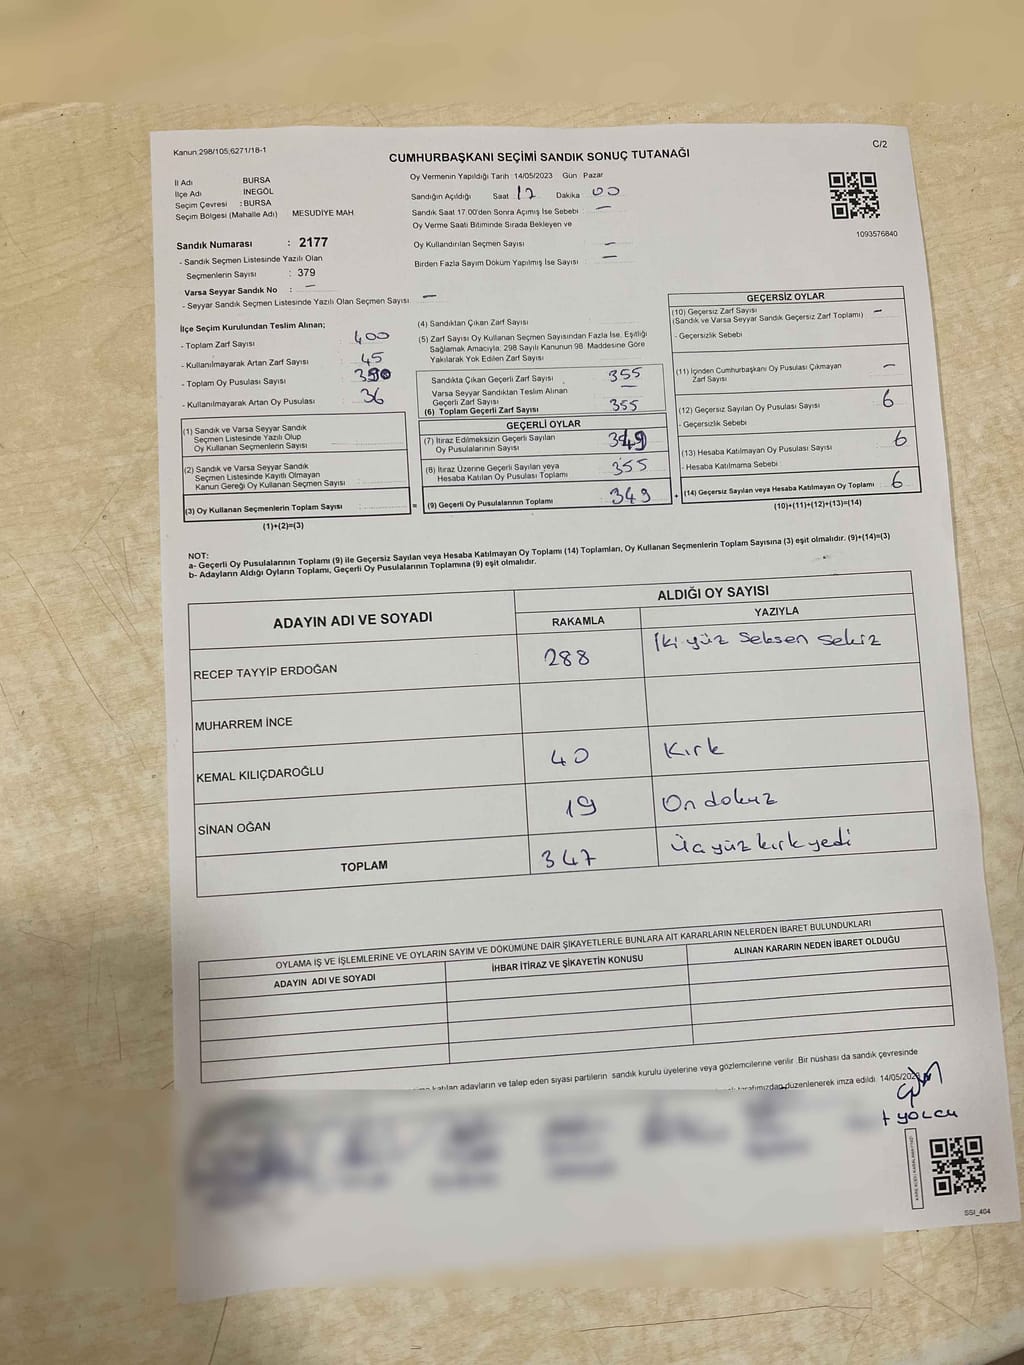 Kanun:298/105,6271/18-1
C/2
CUMHURBAŞKANI SEÇİMİ SANDIK SONUÇ TUTANAĞI
İl Adı BURSA
İlçe Adı İNEGÖL
Seçim Çevresi : BURSA
Seçim Bölgesi (Mahalle Adı) MESUDİYE MAH
Sandık Numarası : 2177
- Sandık Seçmen Listesinde Yazılı Olan
Seçmenlerin Sayısı : 379
Varsa Seyyar Sandık No : –
- Seyyar Sandık Seçmen Listesinde Yazılı Olan Seçmen Sayısı –
Oy Vermenin Yapıldığı Tarih :14/05/2023 Gün Pazar
Sandığın Açıldığı Saat 12 Dakika 00
Sandık Saat 17.00'den Sonra Açımış İse Sebebi –
Oy Verme Saati Bitiminde Sırada Bekleyen ve
Oy Kullandırılan Seçmen Sayısı –
Birden Fazla Sayım Döküm Yapılmış İse Sayısı –
1093576840
İlçe Seçim Kurulundan Teslim Alınan;
- Toplam Zarf Sayısı : 400
- Kullanılmayarak Artan Zarf Sayısı : 45
- Toplam Oy Pusulası Sayısı : 390
- Kullanılmayarak Artan Oy Pusulası : 36
(1) Sandık ve Varsa Seyyar Sandık
Seçmen Listesinde Yazılı Olup
Oy Kullanan Seçmenlerin Sayısı
(2) Sandık ve Varsa Seyyar Sandık
Seçmen Listesinde Kayıtlı Olmayan
Kanun Gereği Oy Kullanan Seçmen Sayısı
(3) Oy Kullanan Seçmenlerin Toplam Sayısı
(1)+(2)=(3)
(4) Sandıktan Çıkan Zarf Sayısı
(5) Zarf Sayısı Oy Kullanan Seçmen Sayısından Fazla İse, Eşitliği
Sağlamak Amacıyla, 298 Sayılı Kanunun 98. Maddesine Göre
Yakılarak Yok Edilen Zarf Sayısı
Sandıkta Çıkan Geçerli Zarf Sayısı 355
Varsa Seyyar Sandıktan Teslim Alınan
Geçerli Zarf Sayısı –
(6) Toplam Geçerli Zarf Sayısı 355
GEÇERLİ OYLAR
(7) İtiraz Edilmeksizin Geçerli Sayılan
Oy Pusulalarının Sayısı 349
(8) İtiraz Üzerine Geçerli Sayılan veya
Hesaba Katılan Oy Pusulası Toplamı 355
= (9) Geçerli Oy Pusulalarının Toplamı 349 +
GEÇERSİZ OYLAR
(10) Geçersiz Zarf Sayısı –
(Sandık ve Varsa Seyyar Sandık Geçersiz Zarf Toplamı)
- Geçersizlik Sebebi
(11) İçinden Cumhurbaşkanı Oy Pusulası Çıkmayan
Zarf Sayısı –
(12) Geçersiz Sayılan Oy Pusulası Sayısı 6
- Geçersizlik Sebebi
(13) Hesaba Katılmayan Oy Pusulası Sayısı 6
- Hesaba Katılmama Sebebi
(14) Geçersiz Sayılan veya Hesaba Katılmayan Oy Toplamı 6
(10)+(11)+(12)+(13)=(14)
NOT:
a- Geçerli Oy Pusulalarının Toplamı (9) ile Geçersiz Sayılan veya Hesaba Katılmayan Oy Toplamı (14) Toplamları, Oy Kullanan Seçmenlerin Toplam Sayısına (3) eşit olmalıdır. (9)+(14)=(3)
b- Adayların Aldığı Oyların Toplamı, Geçerli Oy Pusulalarının Toplamına (9) eşit olmalıdır.
ADAYIN ADI VE SOYADI
ALDIĞI OY SAYISI
RAKAMLA YAZIYLA
RECEP TAYYIP ERDOĞAN 288 İki yüz seksen sekiz
MUHARREM İNCE
KEMAL KILIÇDAROĞLU 40 Kırk
SİNAN OĞAN 19 On dokuz
TOPLAM 347 Üç yüz kırk yedi
OYLAMA İŞ VE İŞLEMLERİNE VE OYLARIN SAYIM VE DÖKÜMÜNE DAİR ŞİKAYETLERLE BUNLARA AİT KARARLARIN NELERDEN İBARET BULUNDUKLARI
ADAYIN ADI VE SOYADI İHBAR İTİRAZ VE ŞİKAYETİN KONUSU ALINAN KARARIN NEDEN İBARET OLDUĞU
katılan adayların ve talep eden siyasi partilerin sandık kurulu üyelerine veya gözlemcilerine verilir. Bir nüshası da sandık çevresinde
tarafımızdan düzenlenerek imza edildi. 14/05/2023
SSI_404